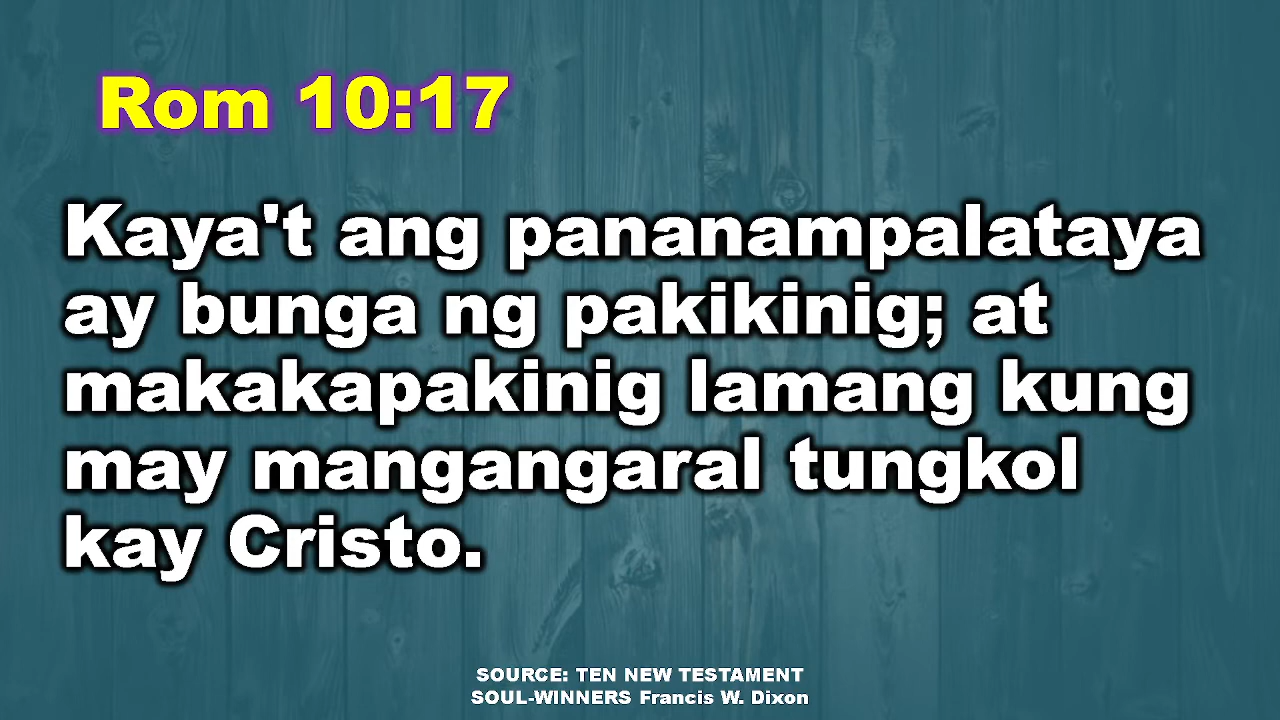 Rom 10:17
Kaya't ang pananampalataya
ay bunga ng pakikinig; at
makakapakinig lamang kung
may mangangaral tungkol
kay Cristo.
SOURCE: TEN NEW TESTAMENT
SOUL-WINNERS Francis W. Dixon